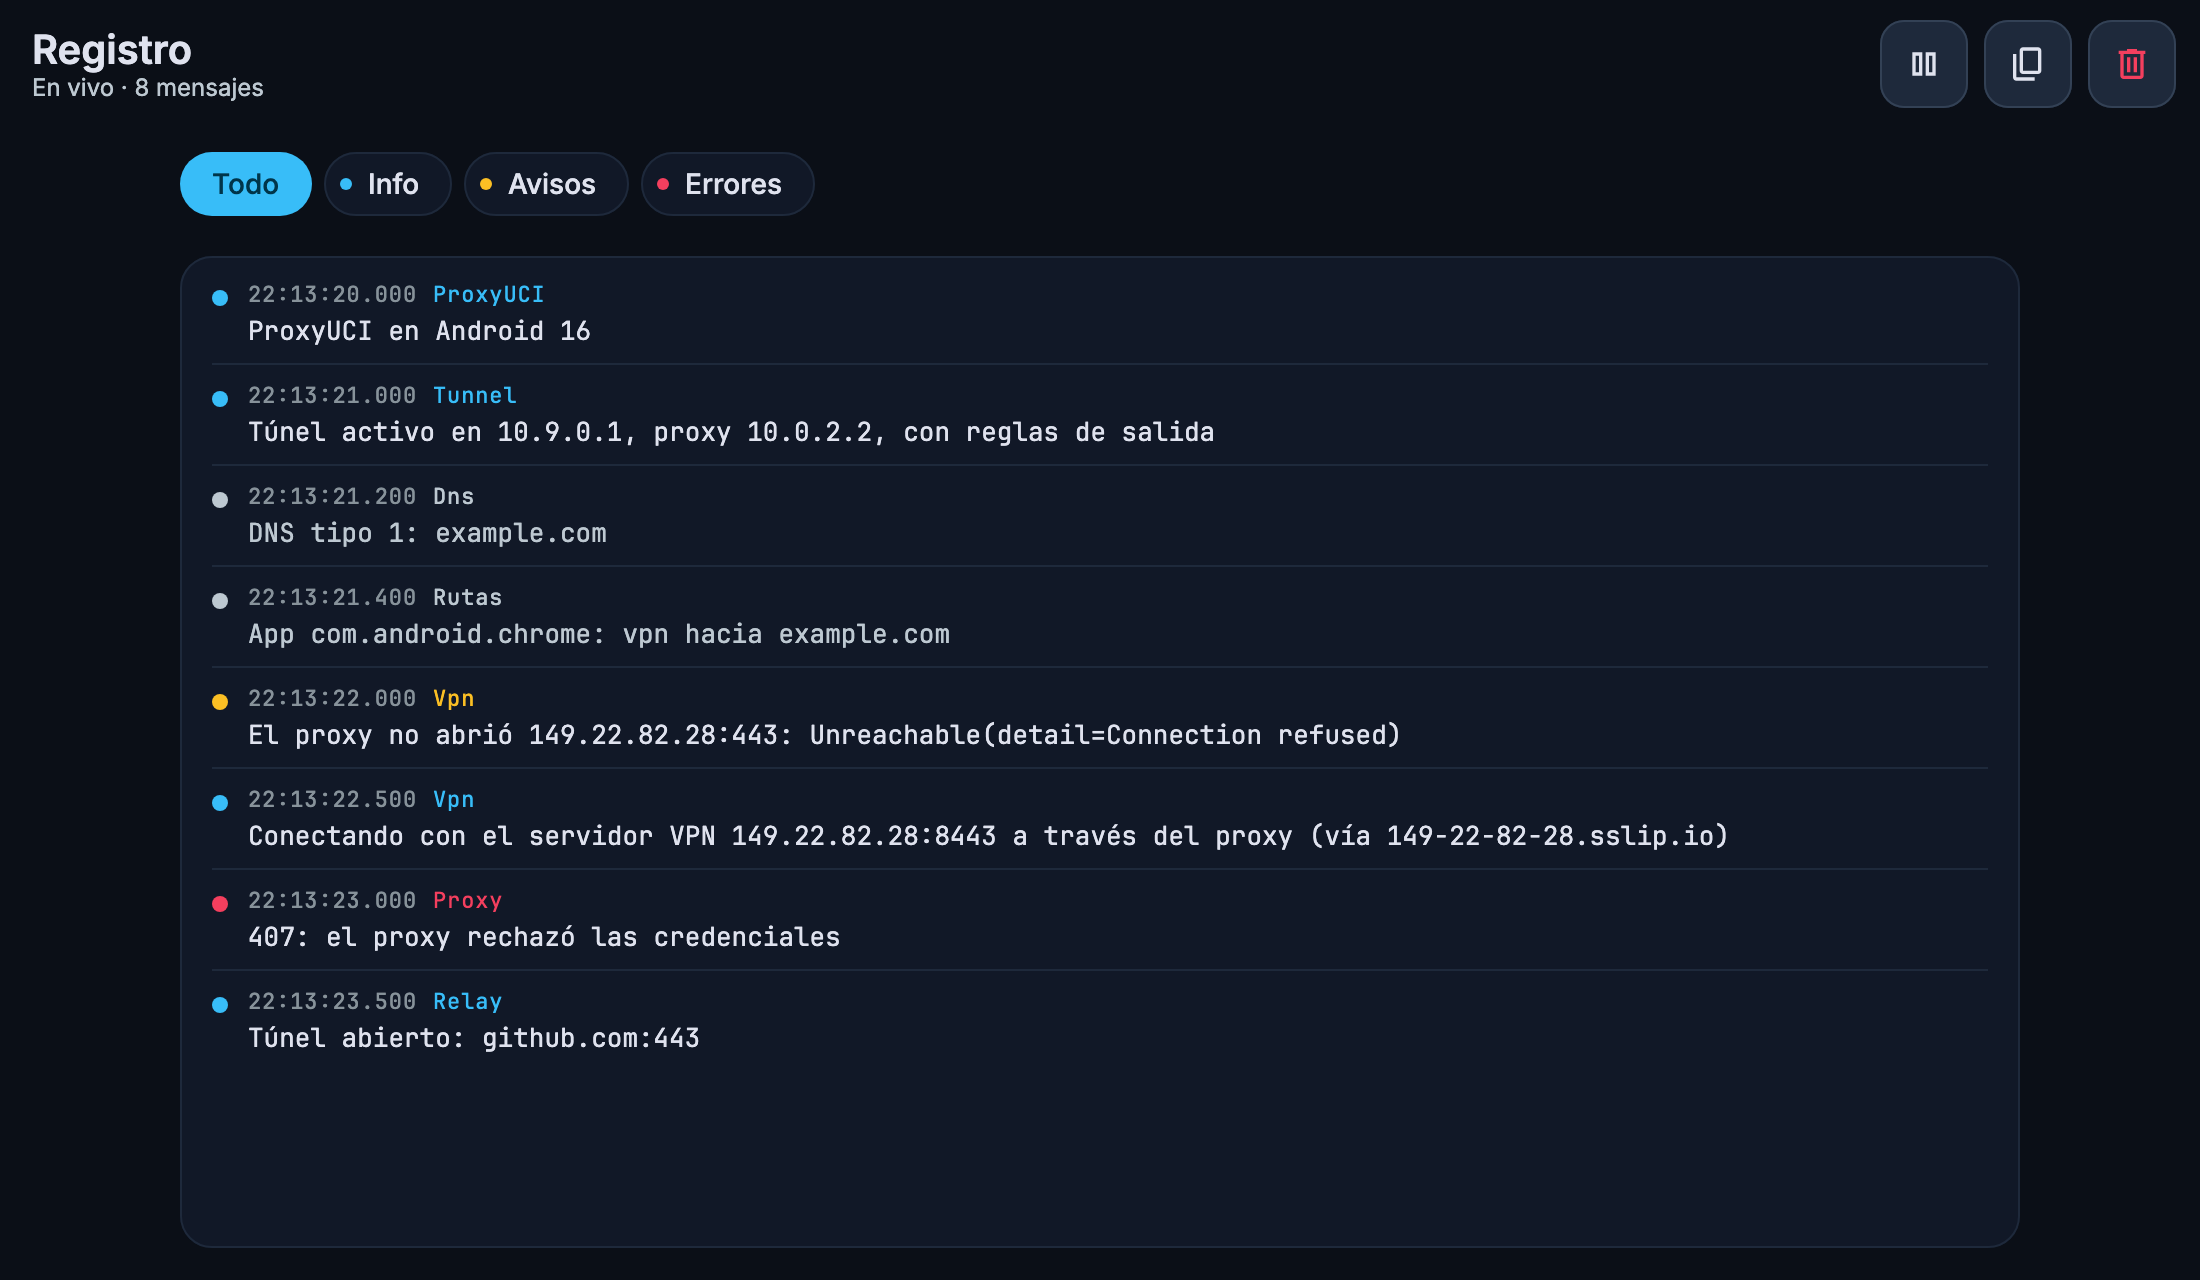 Registro
En vivo · 8 mensajes
Todo
Info
Avisos
Errores
22:13:20.000 ProxyUCI
ProxyUCI en Android 16
22:13:21.000 Tunnel
Túnel activo en 10.9.0.1, proxy 10.0.2.2, con reglas de salida
22:13:21.200 Dns
DNS tipo 1: example.com
22:13:21.400 Rutas
App com.android.chrome: vpn hacia example.com
22:13:22.000 Vpn
El proxy no abrió 149.22.82.28:443: Unreachable(detail=Connection refused)
22:13:22.500 Vpn
Conectando con el servidor VPN 149.22.82.28:8443 a través del proxy (vía 149-22-82-28.sslip.io)
22:13:23.000 Proxy
407: el proxy rechazó las credenciales
22:13:23.500 Relay
Túnel abierto: github.com:443